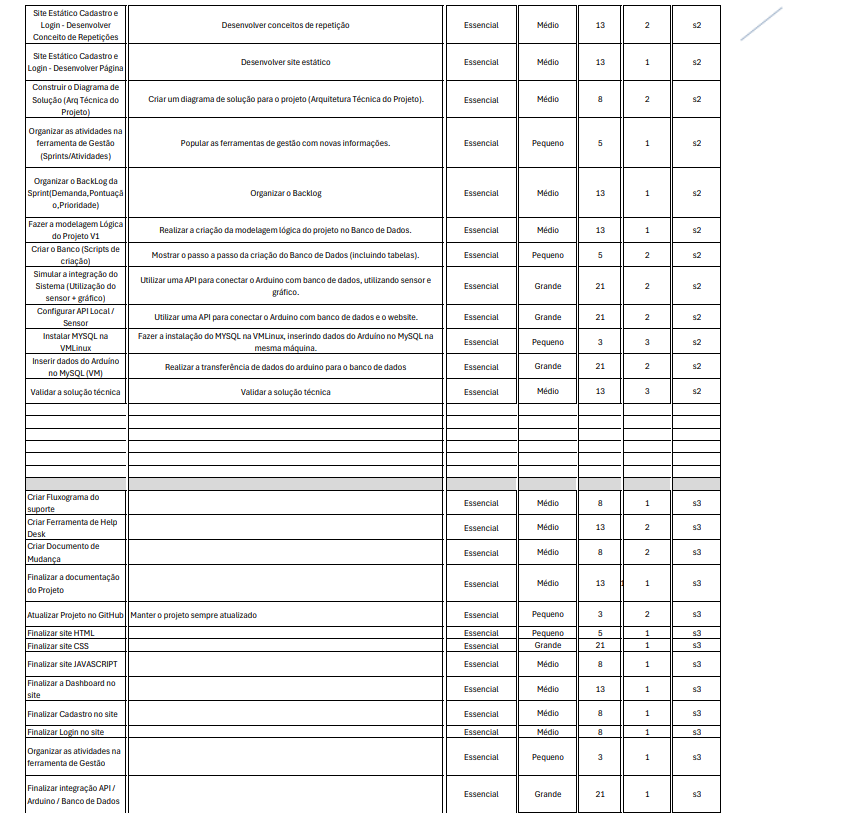 Site Estático Cadastro e
Login - Desenvolver
Conceito de Repetições
Desenvolver conceitos de repetição
Essencial
Médio
13
2
s2
Site Estático Cadastro e
Login - Desenvolver Página
Desenvolver site estático
Essencial
Médio
13
1
s2
Construir o Diagrama de
Solução (Arq Técnica do
Projeto)
Criar um diagrama de solução para o projeto (Arquitetura Técnica do Projeto).
Essencial
Médio
8
2
s2
Organizar as atividades na
ferramenta de Gestão
(Sprints/Atividades)
Popular as ferramentas de gestão com novas informações.
Essencial
Pequeno
5
1
s2
Organizar o BackLog da
Sprint(Demanda,Pontuaçã
o,Prioridade)
Organizar o Backlog
Essencial
Médio
13
1
s2
Fazer a modelagem Lógica
do Projeto V1
Realizar a criação da modelagem lógica do projeto no Banco de Dados.
Essencial
Médio
13
1
s2
Criar o Banco (Scripts de
criação)
Mostrar o passo a passo da criação do Banco de Dados (incluindo tabelas).
Essencial
Pequeno
5
2
s2
Simular a integração do
Sistema (Utilização do
sensor + gráfico)
Utilizar uma API para conectar o Arduino com banco de dados, utilizando sensor e
gráfico.
Essencial
Grande
21
2
s2
Configurar API Local /
Sensor
Utilizar uma API para conectar o Arduino com banco de dados e o website.
Essencial
Grande
21
2
s2
Instalar MYSQL na
VMLinux
Fazer a instalação do MYSQL na VMLinux, inserindo dados do Arduíno no MySQL na
mesma máquina.
Essencial
Pequeno
3
3
s2
Inserir dados do Arduíno
no MySQL (VM)
Realizar a transferência de dados do arduino para o banco de dados
Essencial
Grande
21
2
s2
Validar a solução técnica
Validar a solução técnica
Essencial
Médio
13
3
s2
Criar Fluxograma do
suporte
Essencial
Médio
8
1
s3
Criar Ferramenta de Help
Desk
Essencial
Médio
13
2
s3
Criar Documento de
Mudança
Essencial
Médio
8
2
s3
Finalizar a documentação
do Projeto
Essencial
Médio
13
1
s3
Atualizar Projeto no GitHub
Manter o projeto sempre atualizado
Essencial
Pequeno
3
2
s3
Finalizar site HTML
Essencial
Pequeno
5
1
s3
Finalizar site CSS
Essencial
Grande
21
1
s3
Finalizar site JAVASCRIPT
Essencial
Médio
8
1
s3
Finalizar a Dashboard no
site
Essencial
Médio
13
1
s3
Finalizar Cadastro no site
Essencial
Médio
8
1
s3
Finalizar Login no site
Essencial
Médio
8
1
s3
Organizar as atividades na
ferramenta de Gestão
Essencial
Pequeno
3
1
s3
Finalizar integração API /
Arduino / Banco de Dados
Essencial
Grande
21
1
s3